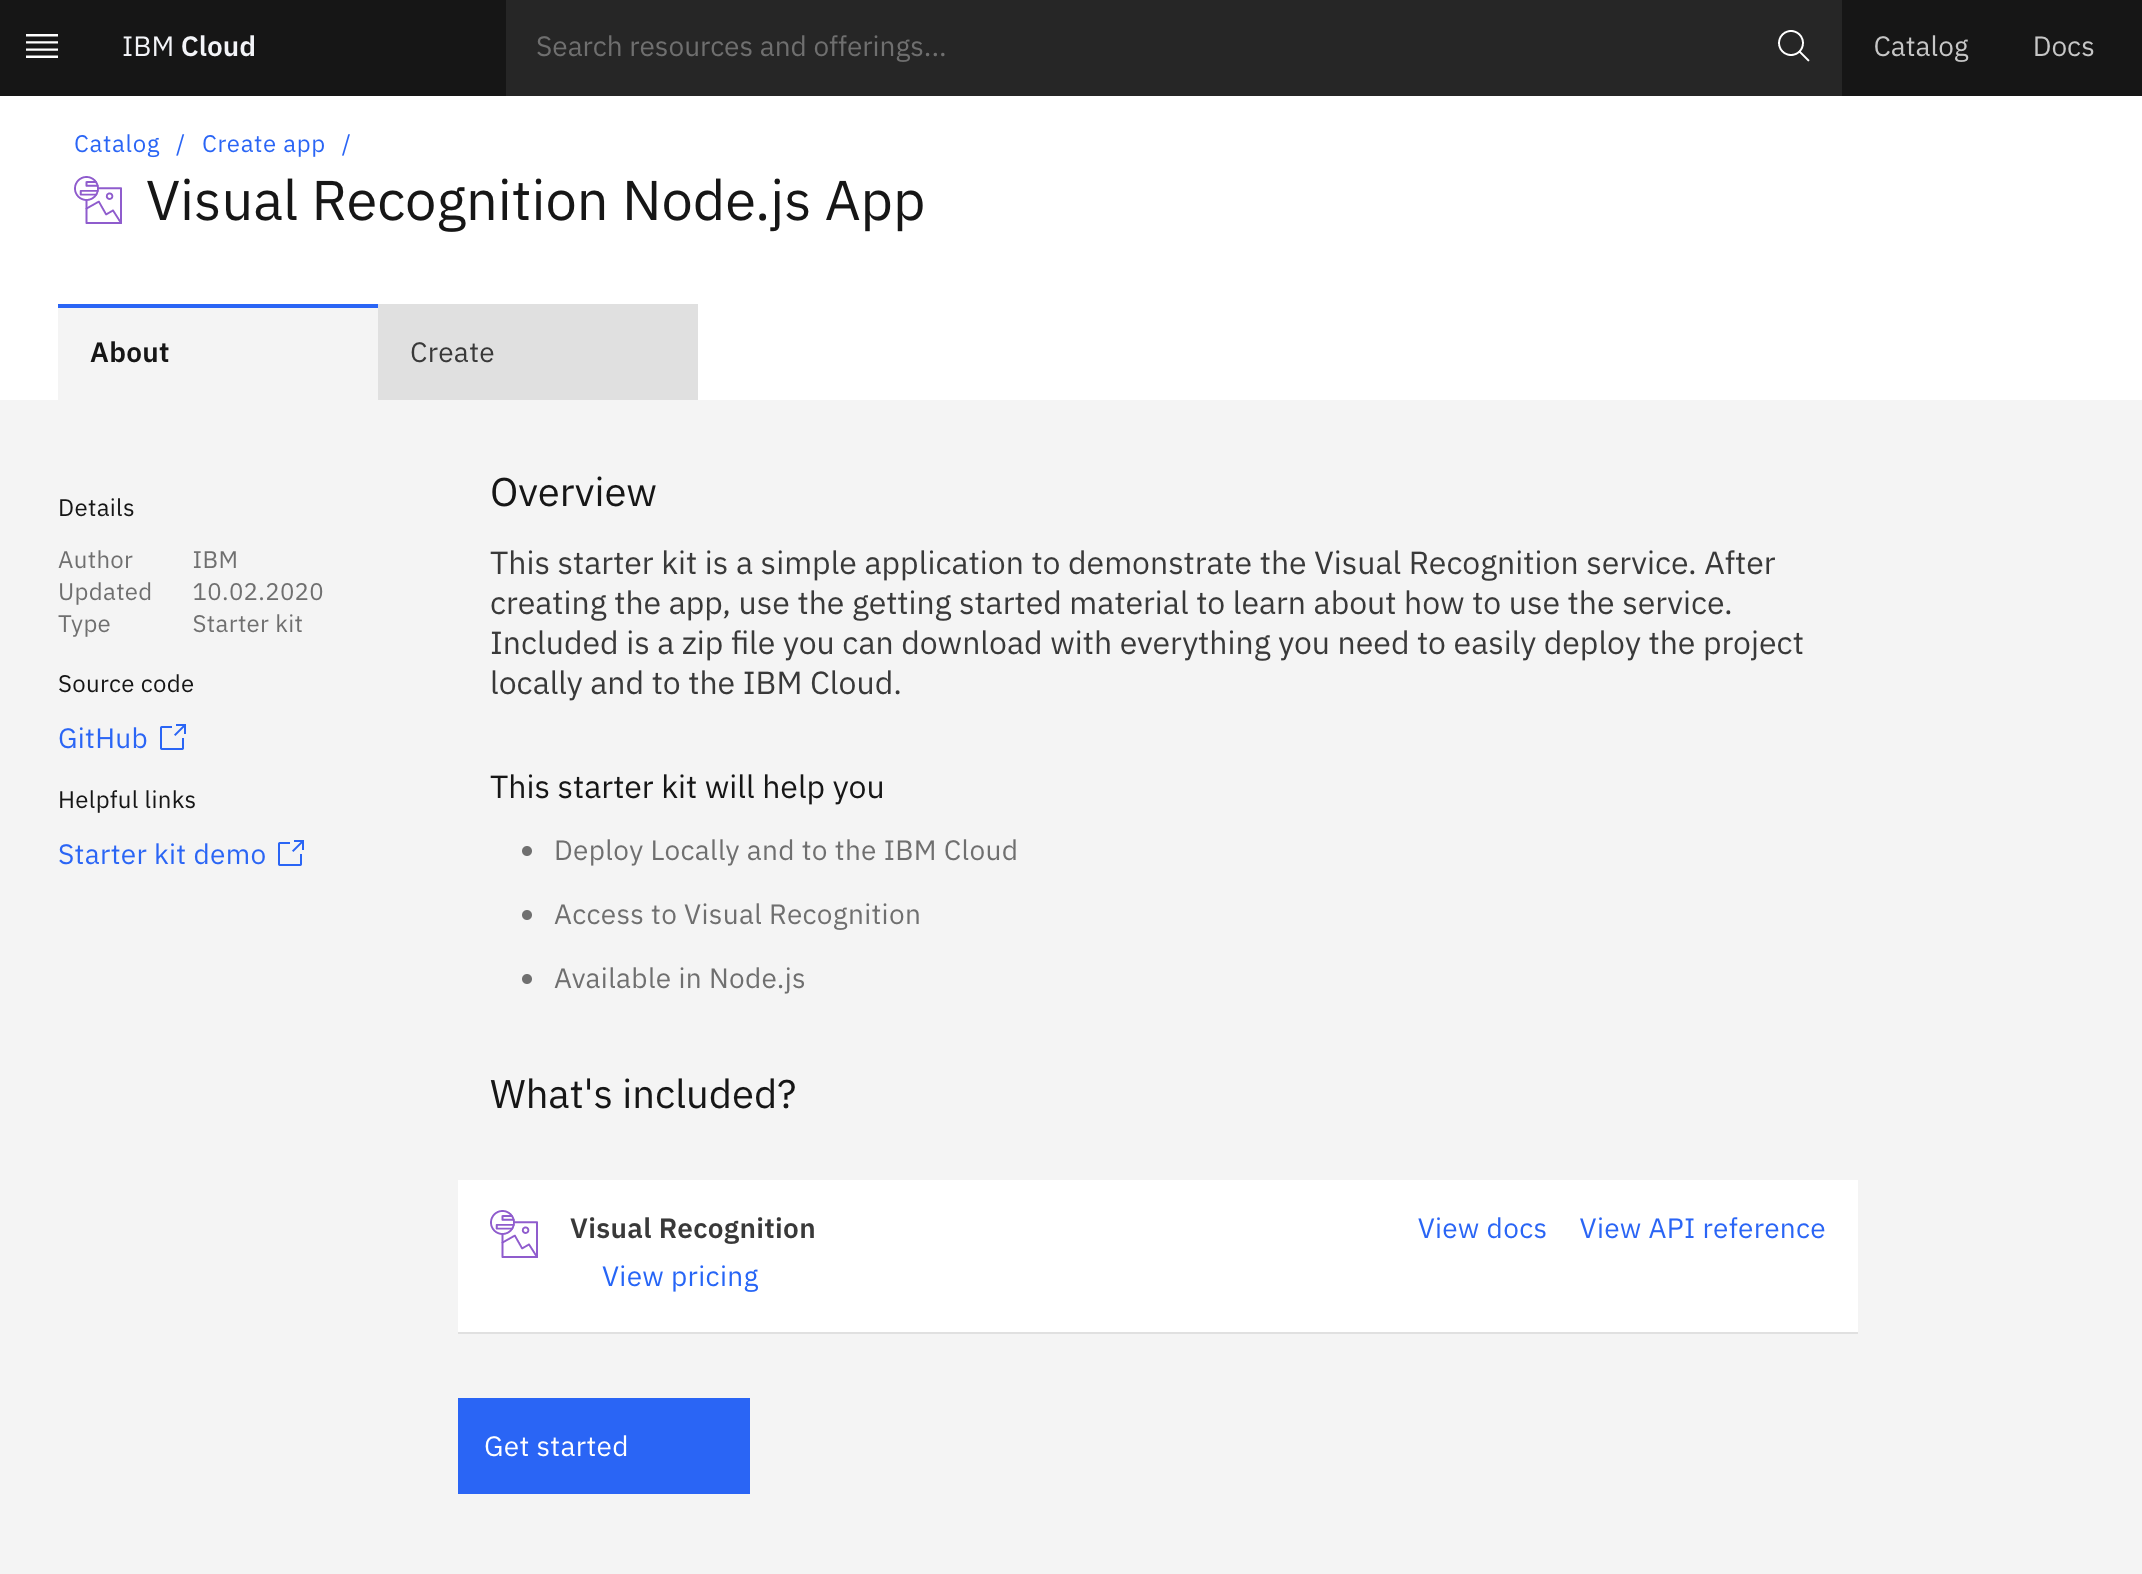 IBM Cloud
Search resources and offerings...
Catalog
Docs
Catalog / Create app /
Visual Recognition Node.js App
About
Create
Details
Author IBM
Updated 10.02.2020
Type Starter kit
Source code
GitHub
Helpful links
Starter kit demo
Overview
This starter kit is a simple application to demonstrate the Visual Recognition service. After
creating the app, use the getting started material to learn about how to use the service.
Included is a zip file you can download with everything you need to easily deploy the project
locally and to the IBM Cloud.
This starter kit will help you
• Deploy Locally and to the IBM Cloud
• Access to Visual Recognition
• Available in Node.js
What's included?
Visual Recognition
View docs
View API reference
View pricing
Get started